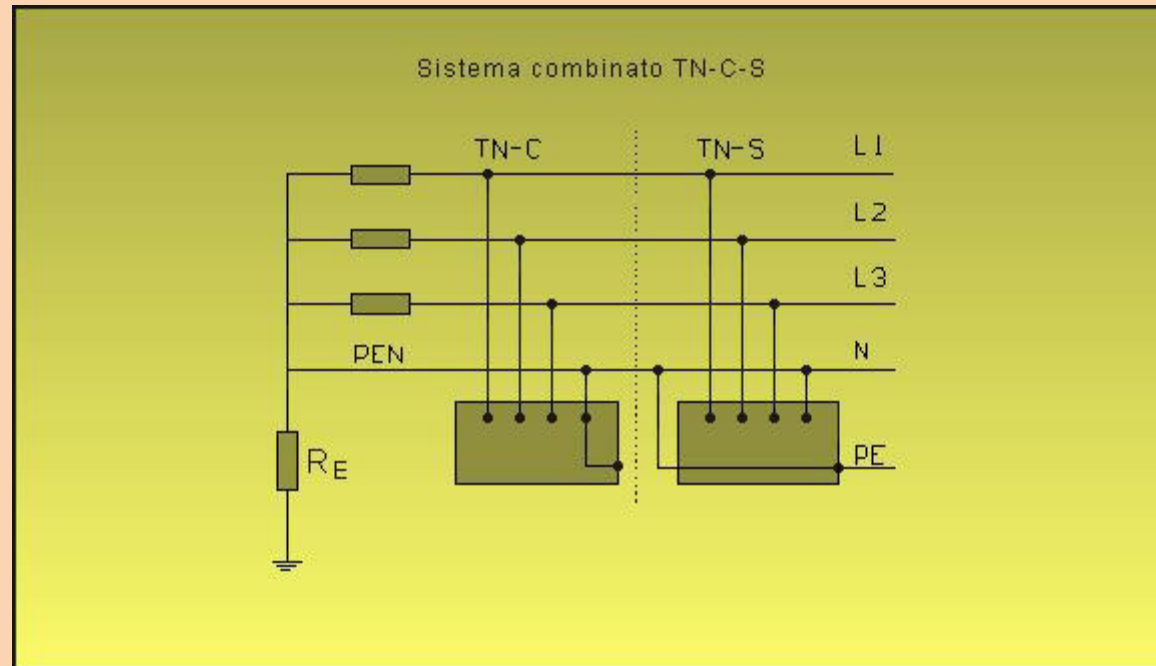 Sistema combinato TN-C-S
TN-C
TN-S
L1
L2
L3
PEN
N
RE
PE